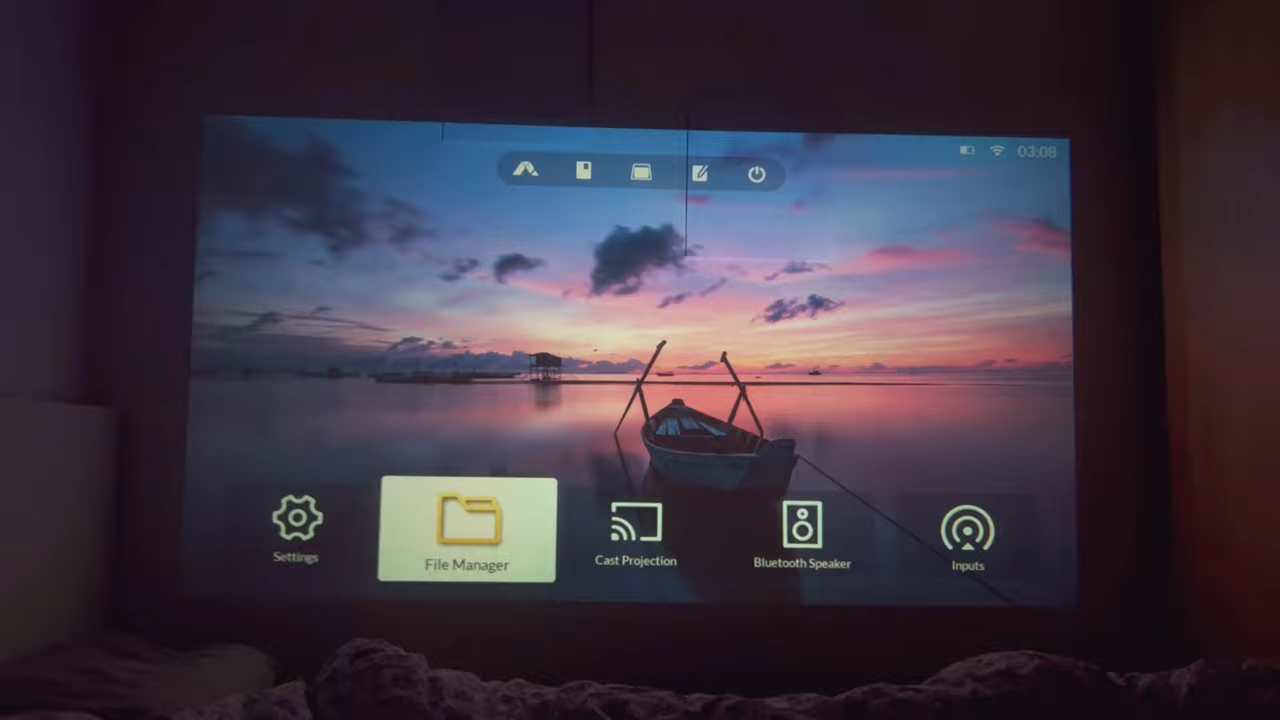 03:08
Settings
File Manager
Cast Projection
Bluetooth Speaker
Inputs